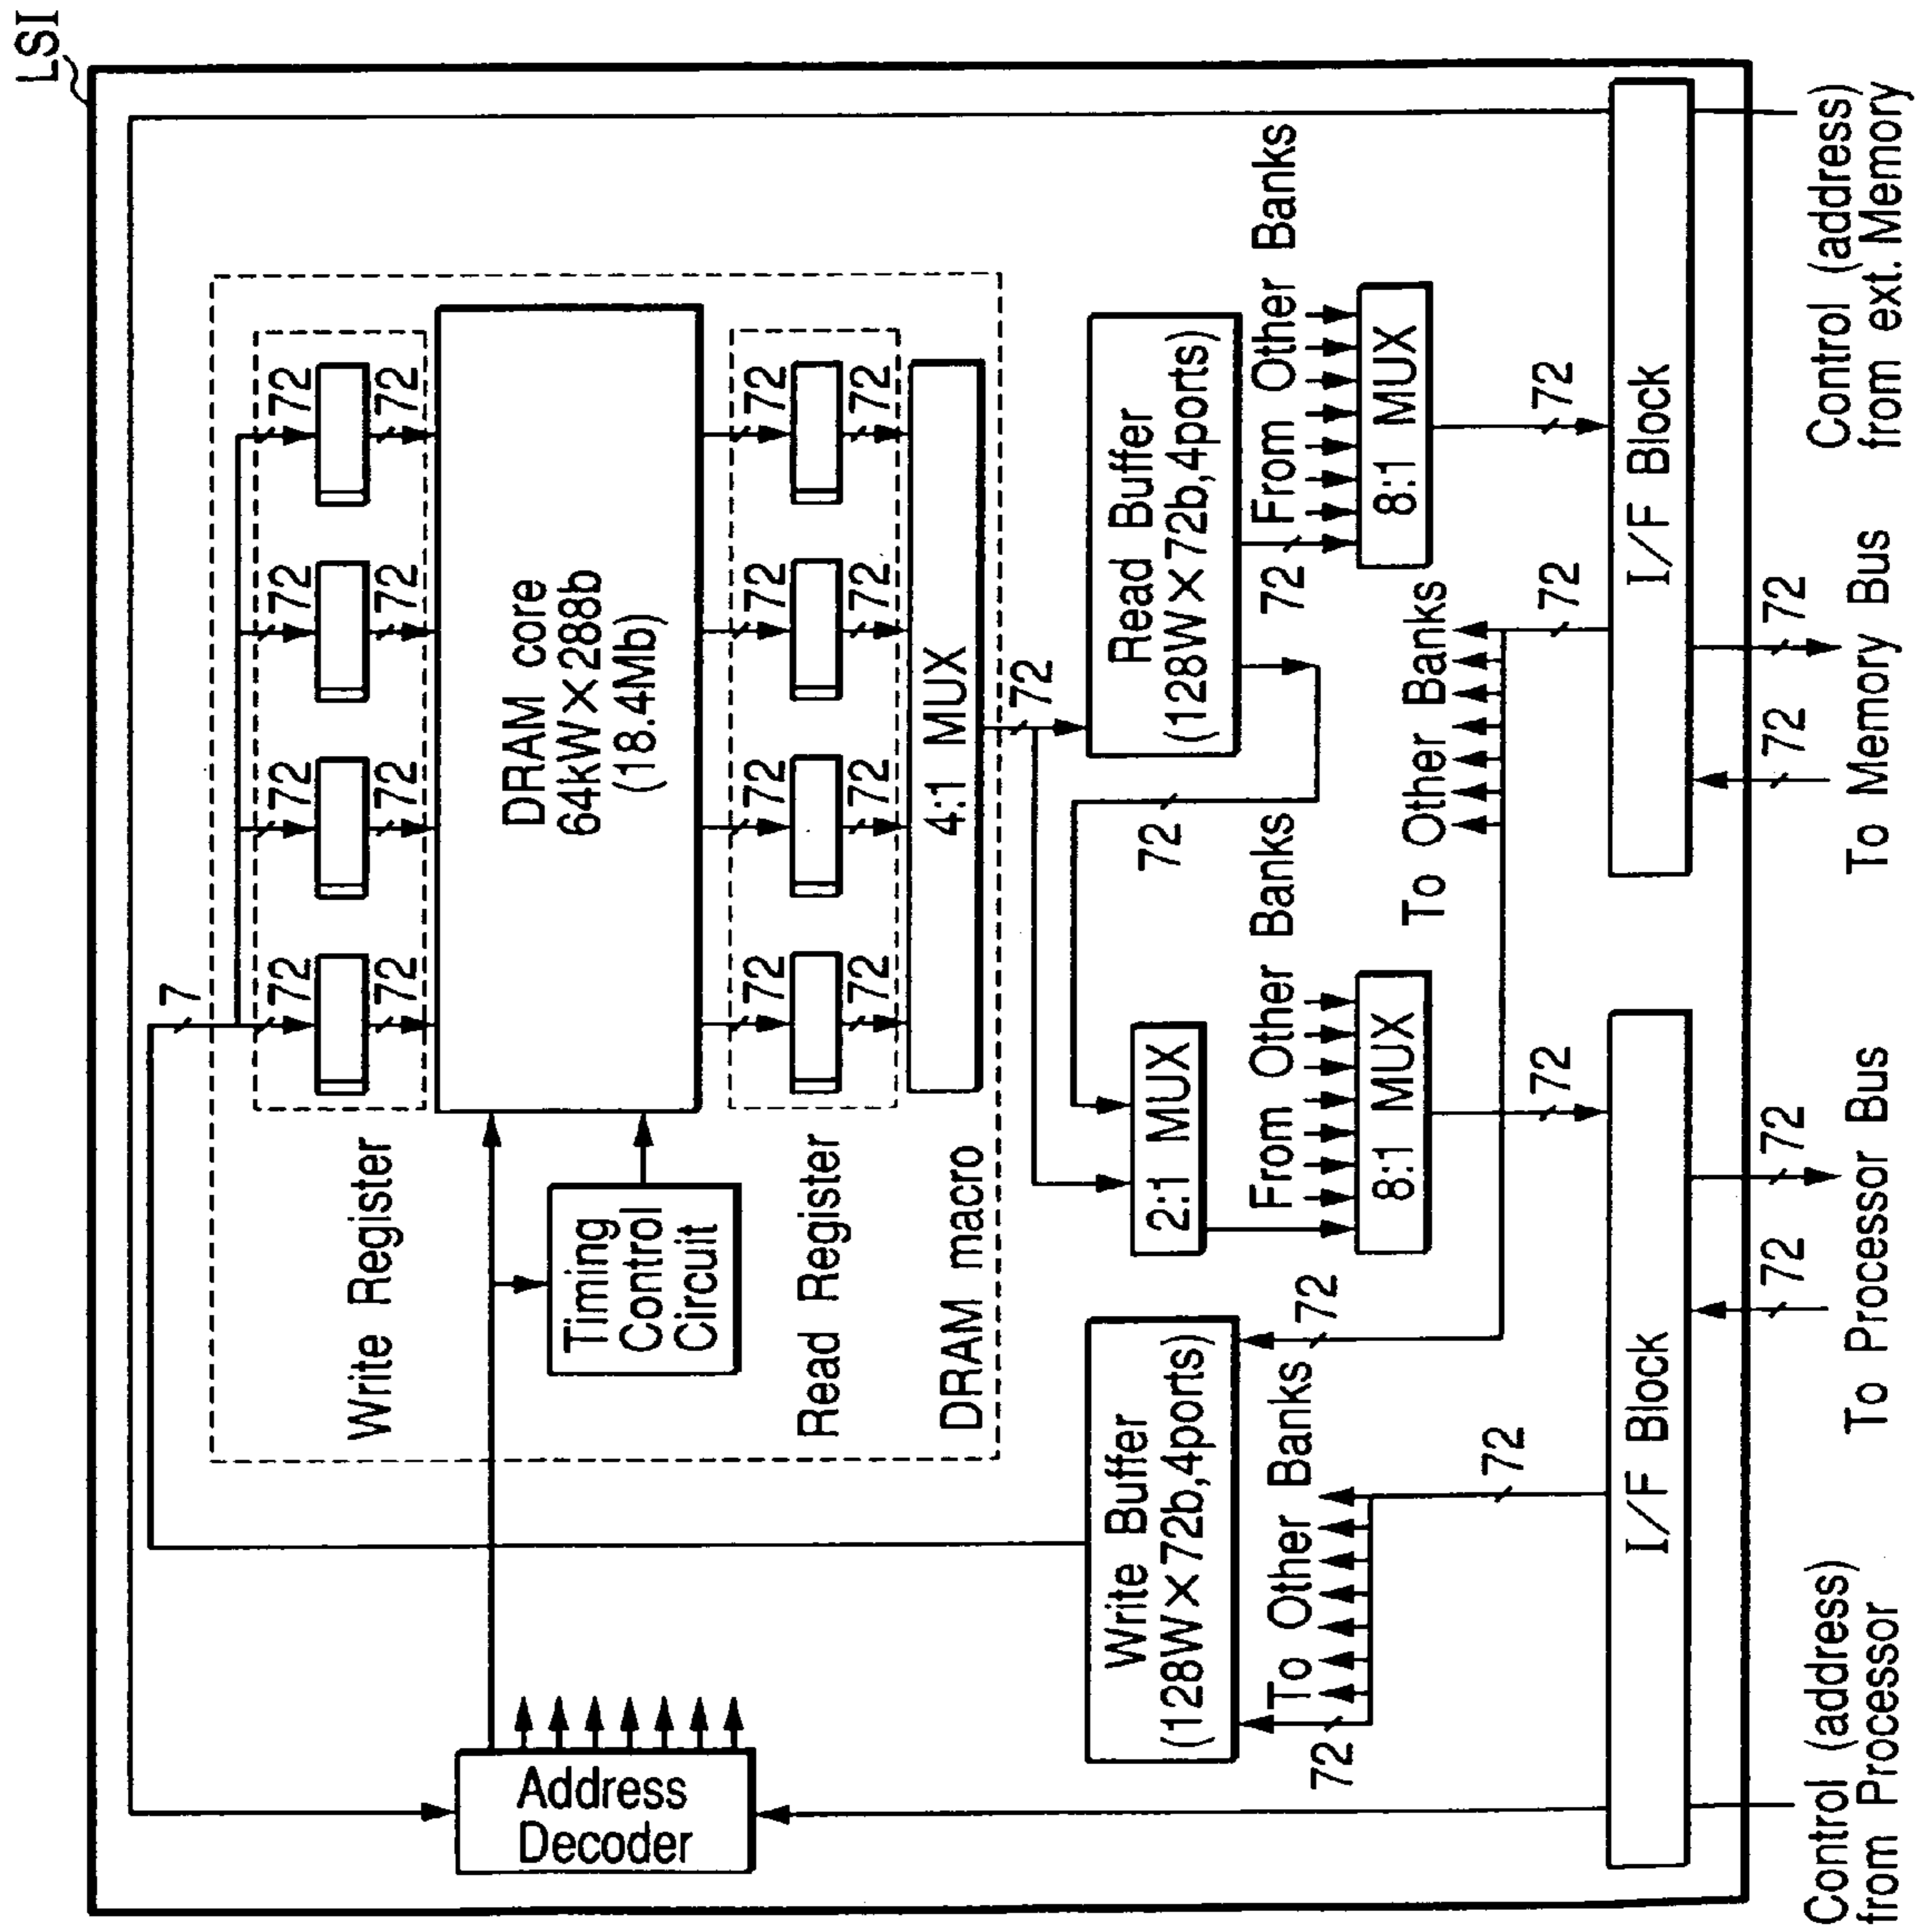 LSI
7
72
72
72
72
72
72
72
72
Write Register
DRAM core
64kW×288b
(18.4Mb)
Timing
Control
Circuit
Address
Decoder
72
72
72
72
72
72
72
72
Read Register
4:1 MUX
DRAM macro
72
Write Buffer
(128W×72b,4ports)
Read Buffer
(128W×72b,4ports)
72
2:1 MUX
72
72
72
To Other Banks
72
From Other Banks
8:1 MUX
From Other Banks
8:1 MUX
To Other Banks
72
72
72
72
I/F Block
I/F Block
72
72
72
72
Control (address)
from Processor
To Processor Bus
To Memory Bus
Control (address)
from ext. Memory